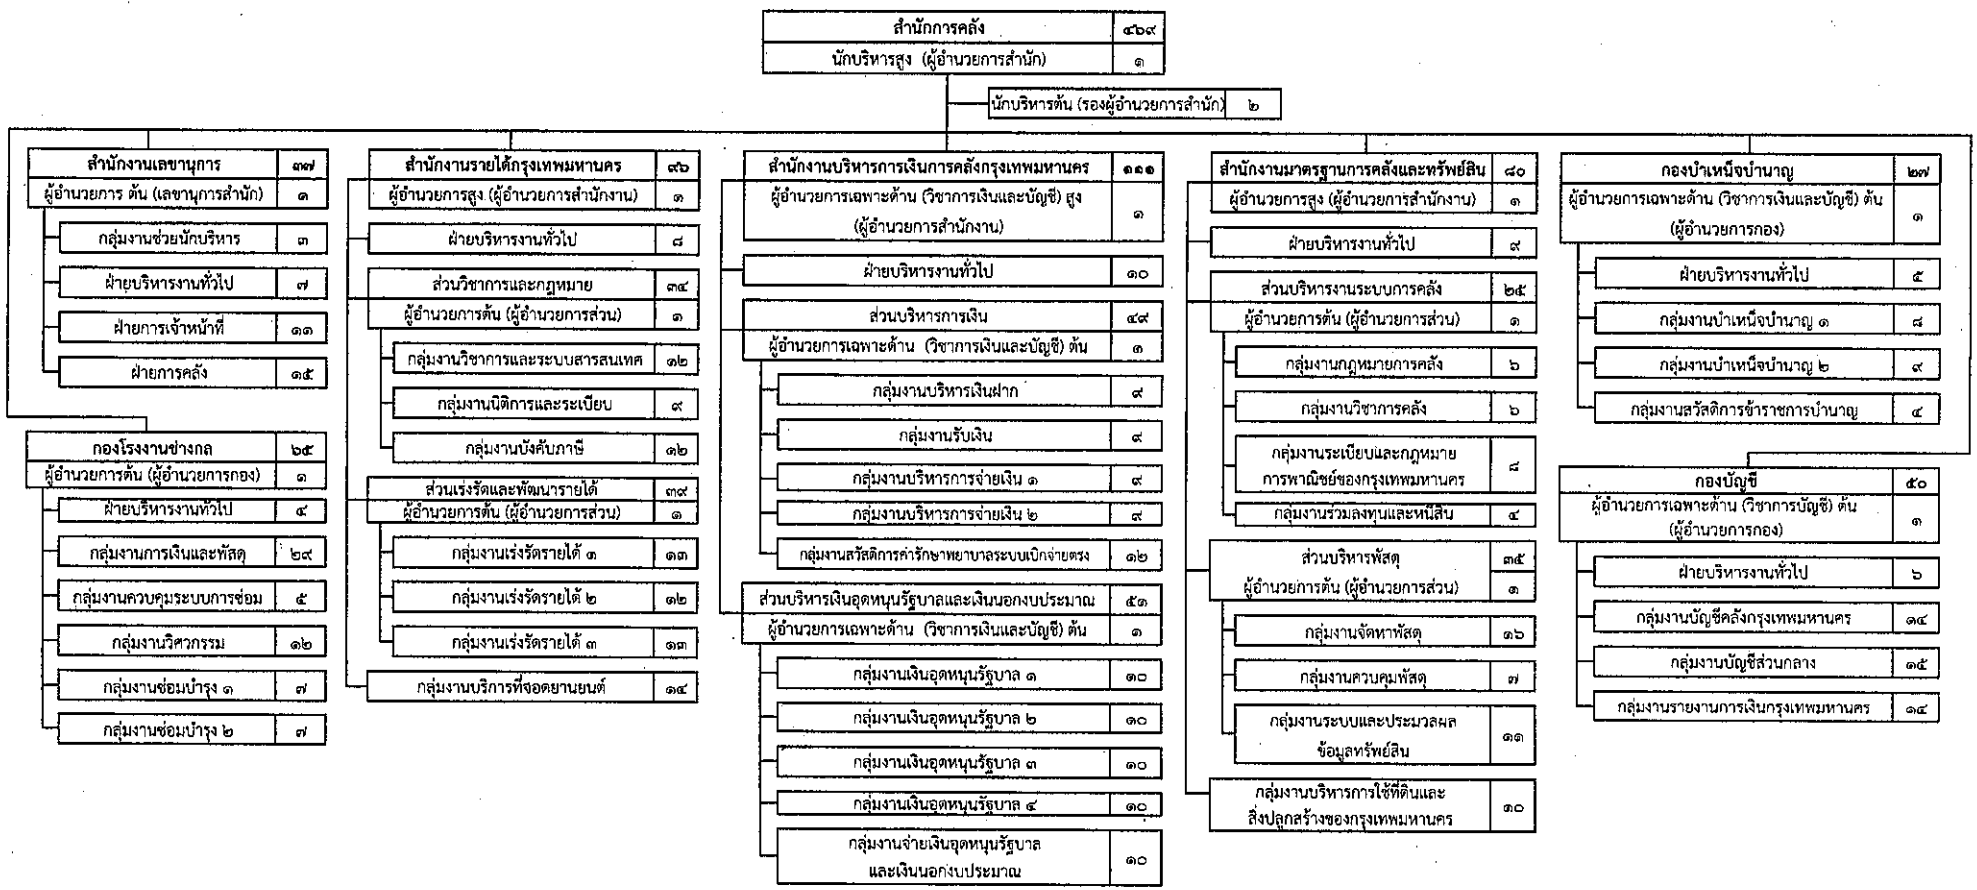 สำนักการคลัง ๔๖๙
นักบริหารสูง (ผู้อำนวยการสำนัก) ๑
นักบริหารต้น (รองผู้อำนวยการสำนัก) ๒
สำนักงานเลขานุการ ๓๗
ผู้อำนวยการ ต้น (เลขานุการสำนัก) ๑
กลุ่มงานช่วยนักบริหาร ๓
ฝ่ายบริหารงานทั่วไป ๗
ฝ่ายการเจ้าหน้าที่ ๑๑
ฝ่ายการคลัง ๑๕
กองโรงงานช่างกล ๖๕
ผู้อำนวยการต้น (ผู้อำนวยการกอง) ๑
ฝ่ายบริหารงานทั่วไป ๔
กลุ่มงานการเงินและพัสดุ ๒๙
กลุ่มงานควบคุมระบบการซ่อม ๕
กลุ่มงานวิศวกรรม ๑๒
กลุ่มงานซ่อมบำรุง ๑ ๗
กลุ่มงานซ่อมบำรุง ๒ ๗
สำนักงานรายได้กรุงเทพมหานคร ๙๖
ผู้อำนวยการสูง (ผู้อำนวยการสำนักงาน) ๑
ฝ่ายบริหารงานทั่วไป ๘
ส่วนวิชาการและกฎหมาย ๓๔
ผู้อำนวยการต้น (ผู้อำนวยการส่วน) ๑
กลุ่มงานวิชาการและระบบสารสนเทศ ๑๒
กลุ่มงานนิติการและระเบียบ ๙
กลุ่มงานบังคับภาษี ๑๒
ส่วนเร่งรัดและพัฒนารายได้ ๓๙
ผู้อำนวยการต้น (ผู้อำนวยการส่วน) ๑
กลุ่มงานเร่งรัดรายได้ ๑ ๑๓
กลุ่มงานเร่งรัดรายได้ ๒ ๑๒
กลุ่มงานเร่งรัดรายได้ ๓ ๑๓
กลุ่มงานบริการที่จอดยานยนต์ ๑๔
สำนักงานบริหารการเงินการคลังกรุงเทพมหานคร ๑๑๑
ผู้อำนวยการเฉพาะด้าน (วิชาการเงินและบัญชี) สูง ๑
(ผู้อำนวยการสำนักงาน)
ฝ่ายบริหารงานทั่วไป ๑๐
ส่วนบริหารการเงิน ๔๙
ผู้อำนวยการเฉพาะด้าน (วิชาการเงินและบัญชี) ต้น ๑
กลุ่มงานบริหารเงินฝาก ๙
กลุ่มงานรับเงิน ๙
กลุ่มงานบริหารการจ่ายเงิน ๑ ๙
กลุ่มงานบริหารการจ่ายเงิน ๒ ๙
กลุ่มงานสวัสดิการค่ารักษาพยาบาลระบบเบิกจ่ายตรง ๑๒
ส่วนบริหารเงินอุดหนุนรัฐบาลและเงินนอกงบประมาณ ๕๑
ผู้อำนวยการเฉพาะด้าน (วิชาการเงินและบัญชี) ต้น ๑
กลุ่มงานเงินอุดหนุนรัฐบาล ๑ ๑๐
กลุ่มงานเงินอุดหนุนรัฐบาล ๒ ๑๐
กลุ่มงานเงินอุดหนุนรัฐบาล ๓ ๑๐
กลุ่มงานเงินอุดหนุนรัฐบาล ๔ ๑๐
กลุ่มงานจ่ายเงินอุดหนุนรัฐบาล ๑๐
และเงินนอกงบประมาณ
สำนักงานมาตรฐานการคลังและทรัพย์สิน ๘๐
ผู้อำนวยการสูง (ผู้อำนวยการสำนักงาน) ๑
ฝ่ายบริหารงานทั่วไป ๙
ส่วนบริหารงานระบบการคลัง ๒๕
ผู้อำนวยการต้น (ผู้อำนวยการส่วน) ๑
กลุ่มงานกฎหมายการคลัง ๖
กลุ่มงานวิชาการคลัง ๖
กลุ่มงานระเบียบและกฎหมาย ๘
การพาณิชย์ของกรุงเทพมหานคร
กลุ่มงานร่วมลงทุนและหนี้สิน ๔
ส่วนบริหารพัสดุ ๓๕
ผู้อำนวยการต้น (ผู้อำนวยการส่วน) ๑
กลุ่มงานจัดหาพัสดุ ๑๖
กลุ่มงานควบคุมพัสดุ ๗
กลุ่มงานระบบและประมวลผล ๑๑
ข้อมูลทรัพย์สิน
กลุ่มงานบริหารการใช้ที่ดินและ ๑๐
สิ่งปลูกสร้างของกรุงเทพมหานคร
กองบำเหน็จบำนาญ ๒๗
ผู้อำนวยการเฉพาะด้าน (วิชาการเงินและบัญชี) ต้น ๑
(ผู้อำนวยการกอง)
ฝ่ายบริหารงานทั่วไป ๕
กลุ่มงานบำเหน็จบำนาญ ๑ ๘
กลุ่มงานบำเหน็จบำนาญ ๒ ๙
กลุ่มงานสวัสดิการข้าราชการบำนาญ ๔
กองบัญชี ๕๐
ผู้อำนวยการเฉพาะด้าน (วิชาการบัญชี) ต้น ๑
(ผู้อำนวยการกอง)
ฝ่ายบริหารงานทั่วไป ๖
กลุ่มงานบัญชีคลังกรุงเทพมหานคร ๑๔
กลุ่มงานบัญชีส่วนกลาง ๑๕
กลุ่มงานรายงานการเงินกรุงเทพมหานคร ๑๔